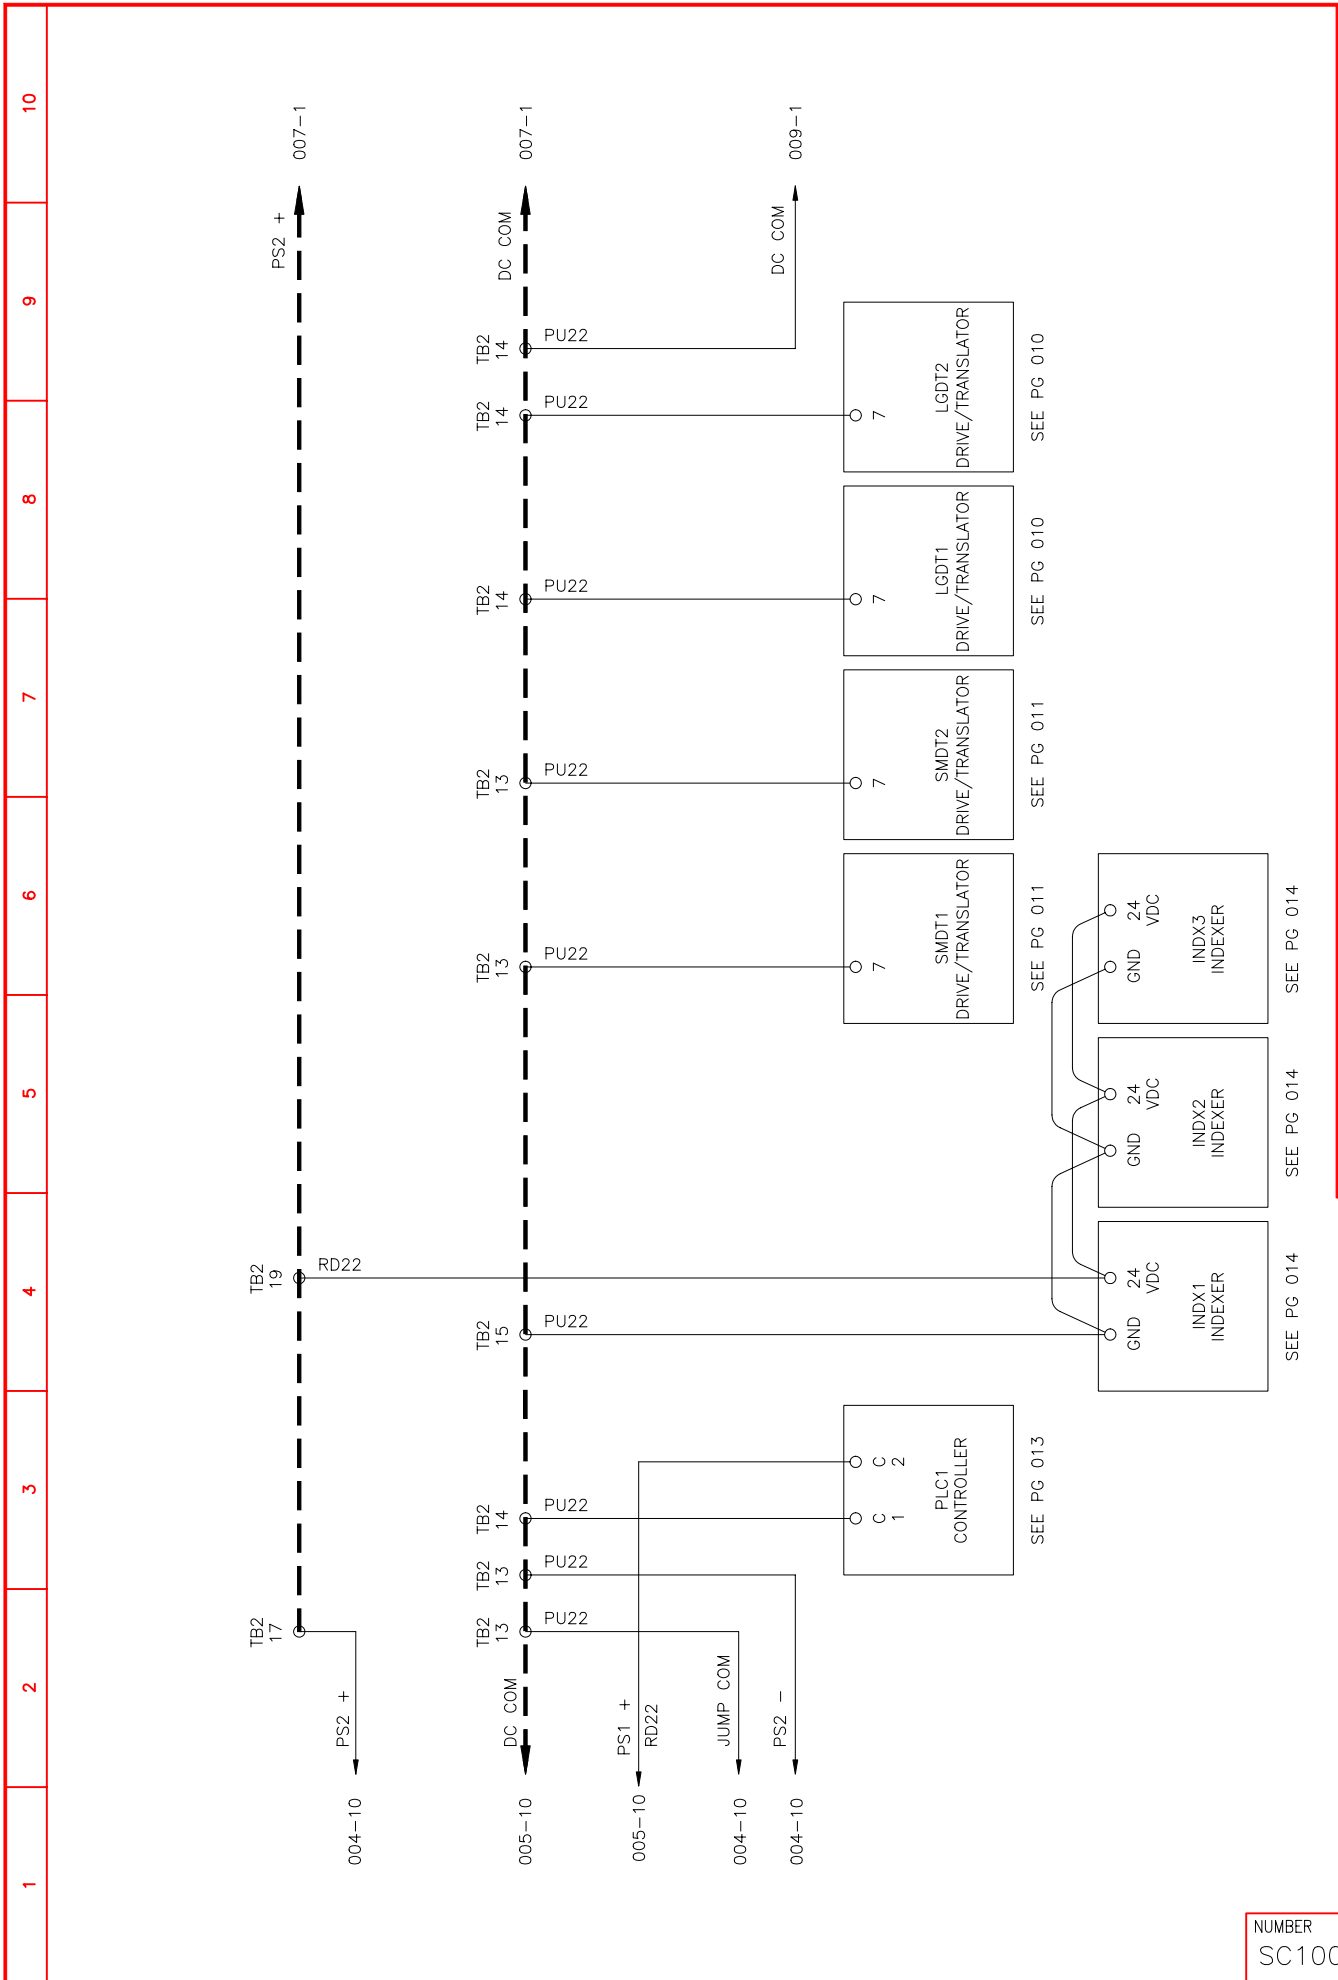 1
2
3
4
5
6
7
8
9
10
PS2 +
007-1
TB2
19
RD22
TB2
17
PS2 +
004-10
DC COM
007-1
005-10
DC COM
TB2
13
PU22
TB2
13
PU22
TB2
14
PU22
TB2
15
PU22
TB2
13
PU22
TB2
13
PU22
TB2
14
PU22
TB2
14
PU22
TB2
14
PU22
DC COM
009-1
PS1 +
RD22
005-10
JUMP COM
004-10
PS2 -
004-10
C
1
C
2
PLC1
CONTROLLER
SEE PG 013
7
SMDT1
DRIVE/TRANSLATOR
SEE PG 011
7
SMDT2
DRIVE/TRANSLATOR
SEE PG 011
7
LGDT1
DRIVE/TRANSLATOR
SEE PG 010
7
LGDT2
DRIVE/TRANSLATOR
SEE PG 010
GND
24
VDC
INDX1
INDEXER
SEE PG 014
GND
24
VDC
INDX2
INDEXER
SEE PG 014
GND
24
VDC
INDX3
INDEXER
SEE PG 014
NUMBER
SC100